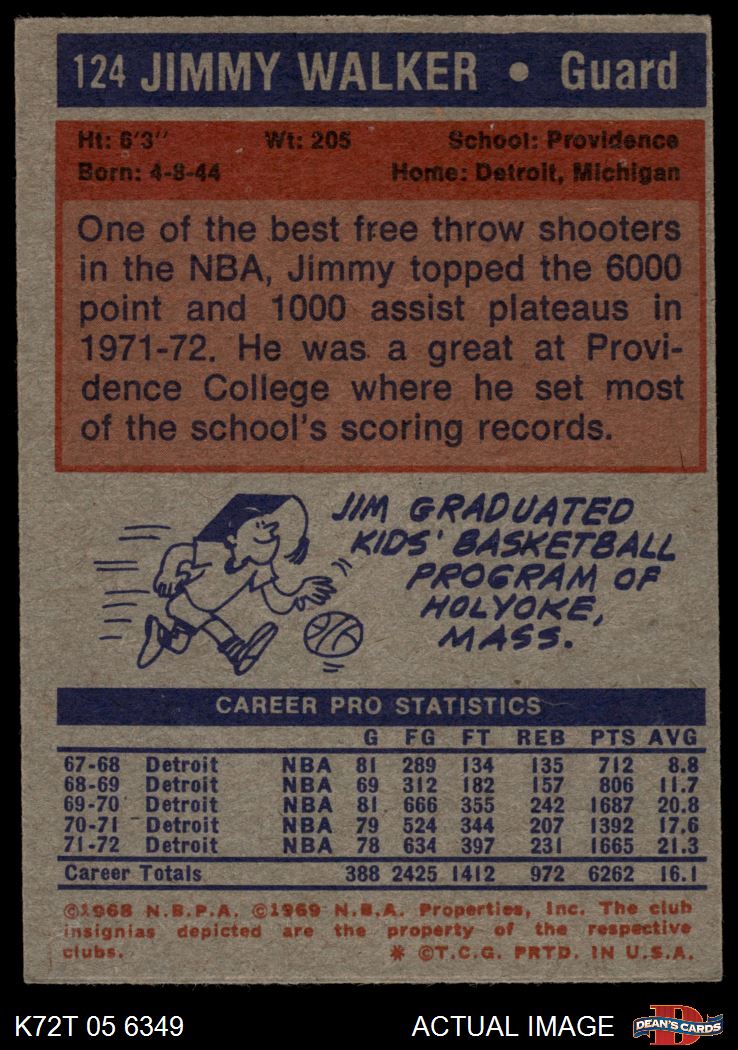 124 JIMMY WALKER • Guard
Ht: 6'3" Wt: 205 School: Providence
Born: 4-8-44 Home: Detroit, Michigan
One of the best free throw shooters
in the NBA, Jimmy topped the 6000
point and 1000 assist plateaus in
1971-72. He was a great at Provi-
dence College where he set most
of the school's scoring records.
JIM GRADUATED
KIDS' BASKETBALL
PROGRAM OF
HOLYOKE,
MASS.
CAREER PRO STATISTICS
G FG FT REB PTS AVG
67-68 Detroit NBA 81 289 134 135 712 8.8
68-69 Detroit NBA 69 312 182 157 806 11.7
69-70 Detroit NBA 81 666 355 242 1687 20.8
70-71 Detroit NBA 79 524 344 207 1392 17.6
71-72 Detroit NBA 78 634 397 231 1665 21.3
Career Totals 388 2425 1412 972 6262 16.1
©1968 N.B.P.A. ©1969 N.B.A. Properties, Inc. The club
insignias depicted are the property of the respective
clubs. * ©T.C.G. PRTD. IN U.S.A.
K72T 05 6349 ACTUAL IMAGE D DEAN'S CARDS